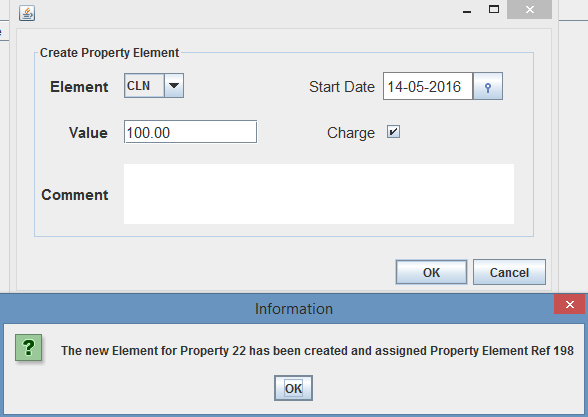 Create Property Element
Element CLN Start Date 14-05-2016
Value 100.00 Charge
Comment
OK Cancel
Information
? The new Element for Property 22 has been created and assigned Property Element Ref 198
OK